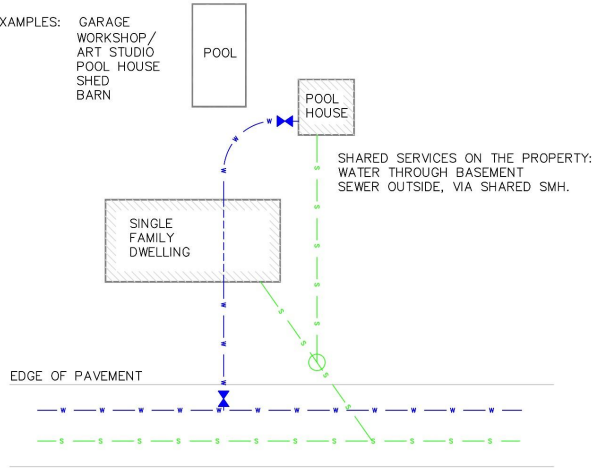 EXAMPLES: GARAGE
WORKSHOP/
ART STUDIO
POOL HOUSE
SHED
BARN
POOL
POOL
HOUSE
SHARED SERVICES ON THE PROPERTY:
WATER THROUGH BASEMENT
SEWER OUTSIDE, VIA SHARED SMH.
SINGLE
FAMILY
DWELLING
EDGE OF PAVEMENT
W W W W W W W W W W
S S S S S S S S S S